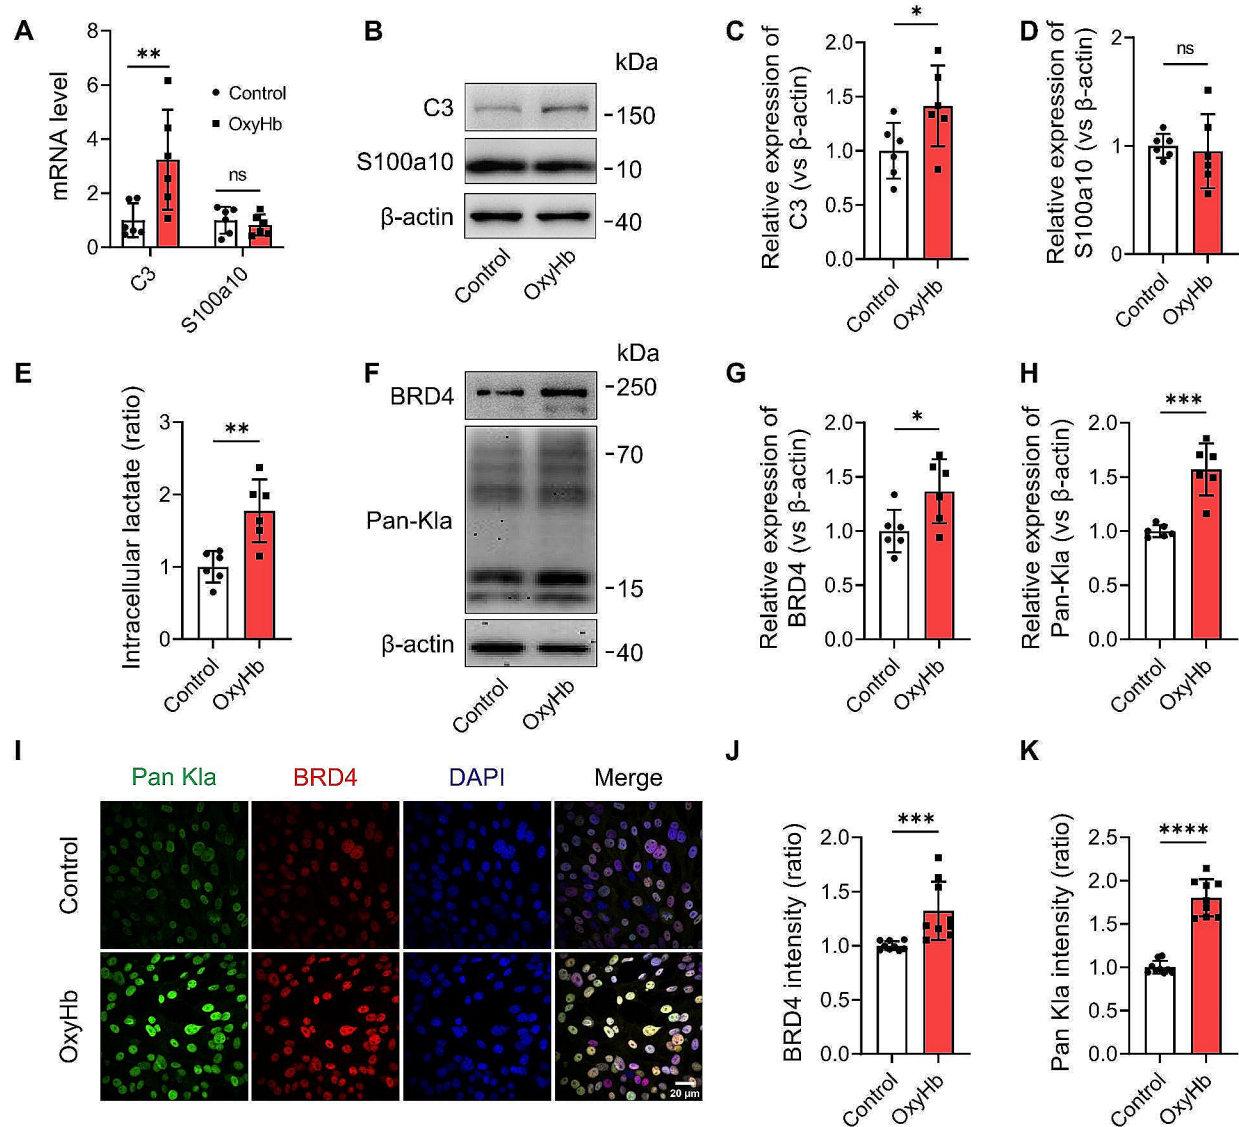 A
mRNA level
8
6
4
2
0
**
ns
Control
OxyHb
C3
S100a10
B
kDa
C3
-150
S100a10
-10
β-actin
-40
Control
OxyHb
C
Relative expression of
C3 (vs β-actin)
2.0
1.5
1.0
0.5
0.0
*
Control
OxyHb
D
Relative expression of
S100a10 (vs β-actin)
2
1
0
ns
Control
OxyHb
E
Intracellular lactate (ratio)
3
2
1
0
**
Control
OxyHb
F
kDa
BRD4
-250
-70
Pan-Kla
-15
β-actin
-40
Control
OxyHb
G
Relative expression of
BRD4 (vs β-actin)
2.0
1.5
1.0
0.5
0.0
*
Control
OxyHb
H
Relative expression of
Pan-Kla (vs β-actin)
2.0
1.5
1.0
0.5
0.0
***
Control
OxyHb
I
Pan Kla
BRD4
DAPI
Merge
Control
OxyHb
20 μm
J
BRD4 intensity (ratio)
2.0
1.5
1.0
0.5
0.0
***
Control
OxyHb
K
Pan Kla intensity (ratio)
2.5
2.0
1.5
1.0
0.5
0.0
****
Control
OxyHb